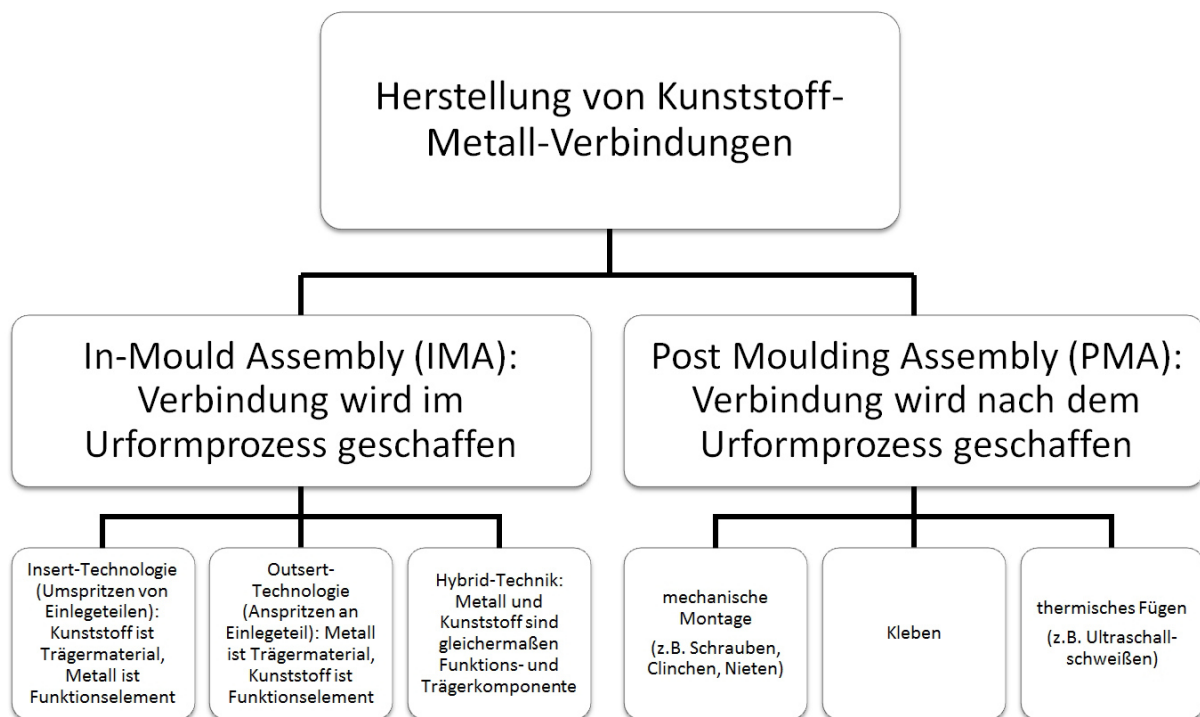 Herstellung von Kunststoff-
Metall-Verbindungen
In-Mould Assembly (IMA):
Verbindung wird im
Urformprozess geschaffen
Post Moulding Assembly (PMA):
Verbindung wird nach dem
Urformprozess geschaffen
Insert-Technologie
(Umspritzen von
Einlegeteilen):
Kunststoff ist
Trägermaterial,
Metall ist
Funktionselement
Outsert-
Technologie
(Anspritzen an
Einlegeteil): Metall
ist Trägermaterial,
Kunststoff ist
Funktionselement
Hybrid-Technik:
Metall und
Kunststoff sind
gleichermaßen
Funktions- und
Trägerkomponente
mechanische
Montage
(z.B. Schrauben,
Clinchen, Nieten)
Kleben
thermisches Fügen
(z.B. Ultraschall-
schweißen)